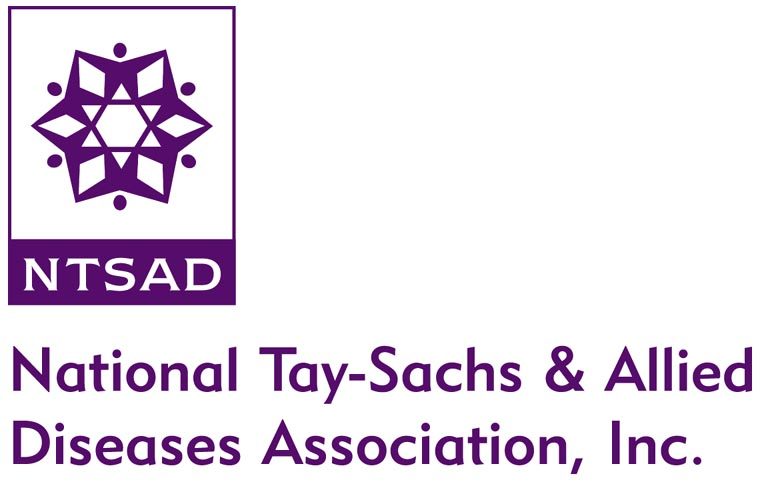 NTSAD
National Tay-Sachs & Allied
Diseases Association, Inc.